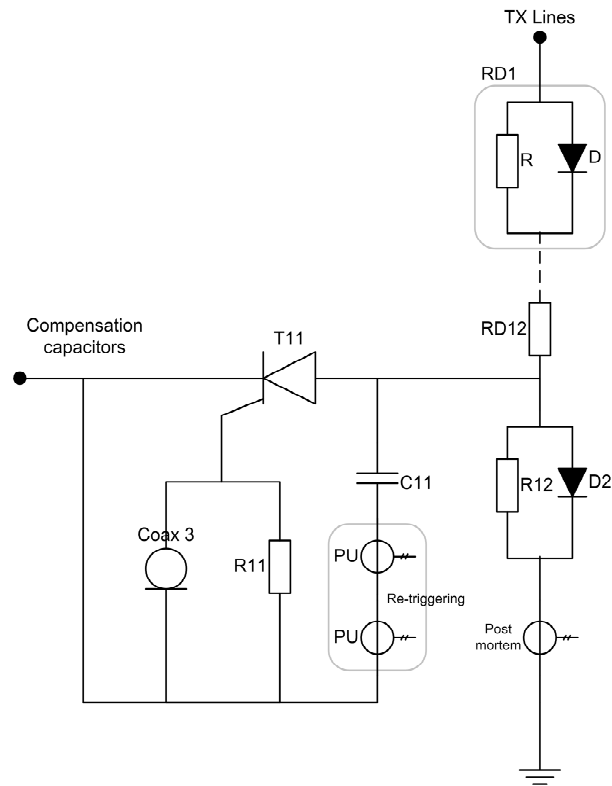 TX Lines
RD1
R
D
RD12
Compensation
capacitors
T11
C11
R12
D2
Coax 3
R11
PU
Re-triggering
PU
Post
mortem